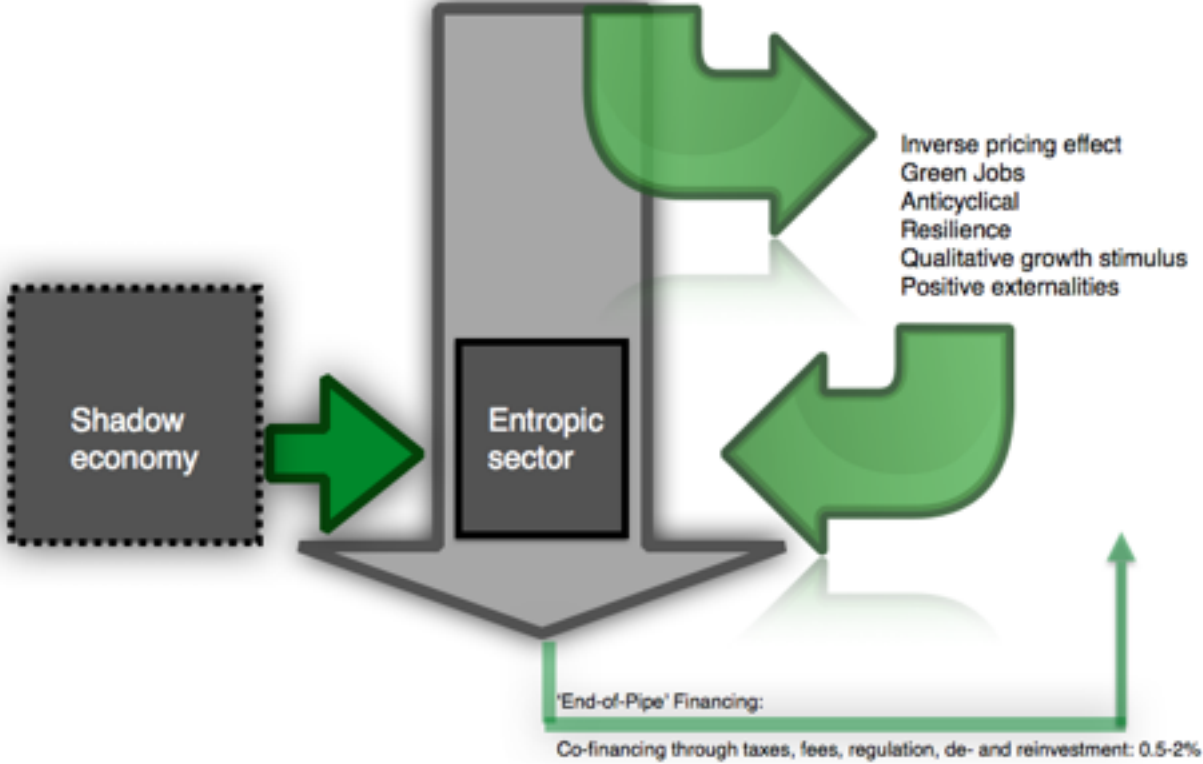 Inverse pricing effect
Green Jobs
Anticyclical
Resilience
Qualitative growth stimulus
Positive externalities
Shadow
economy
Entropic
sector
'End-of-Pipe' Financing:
Co-financing through taxes, fees, regulation, de- and reinvestment: 0.5-2%